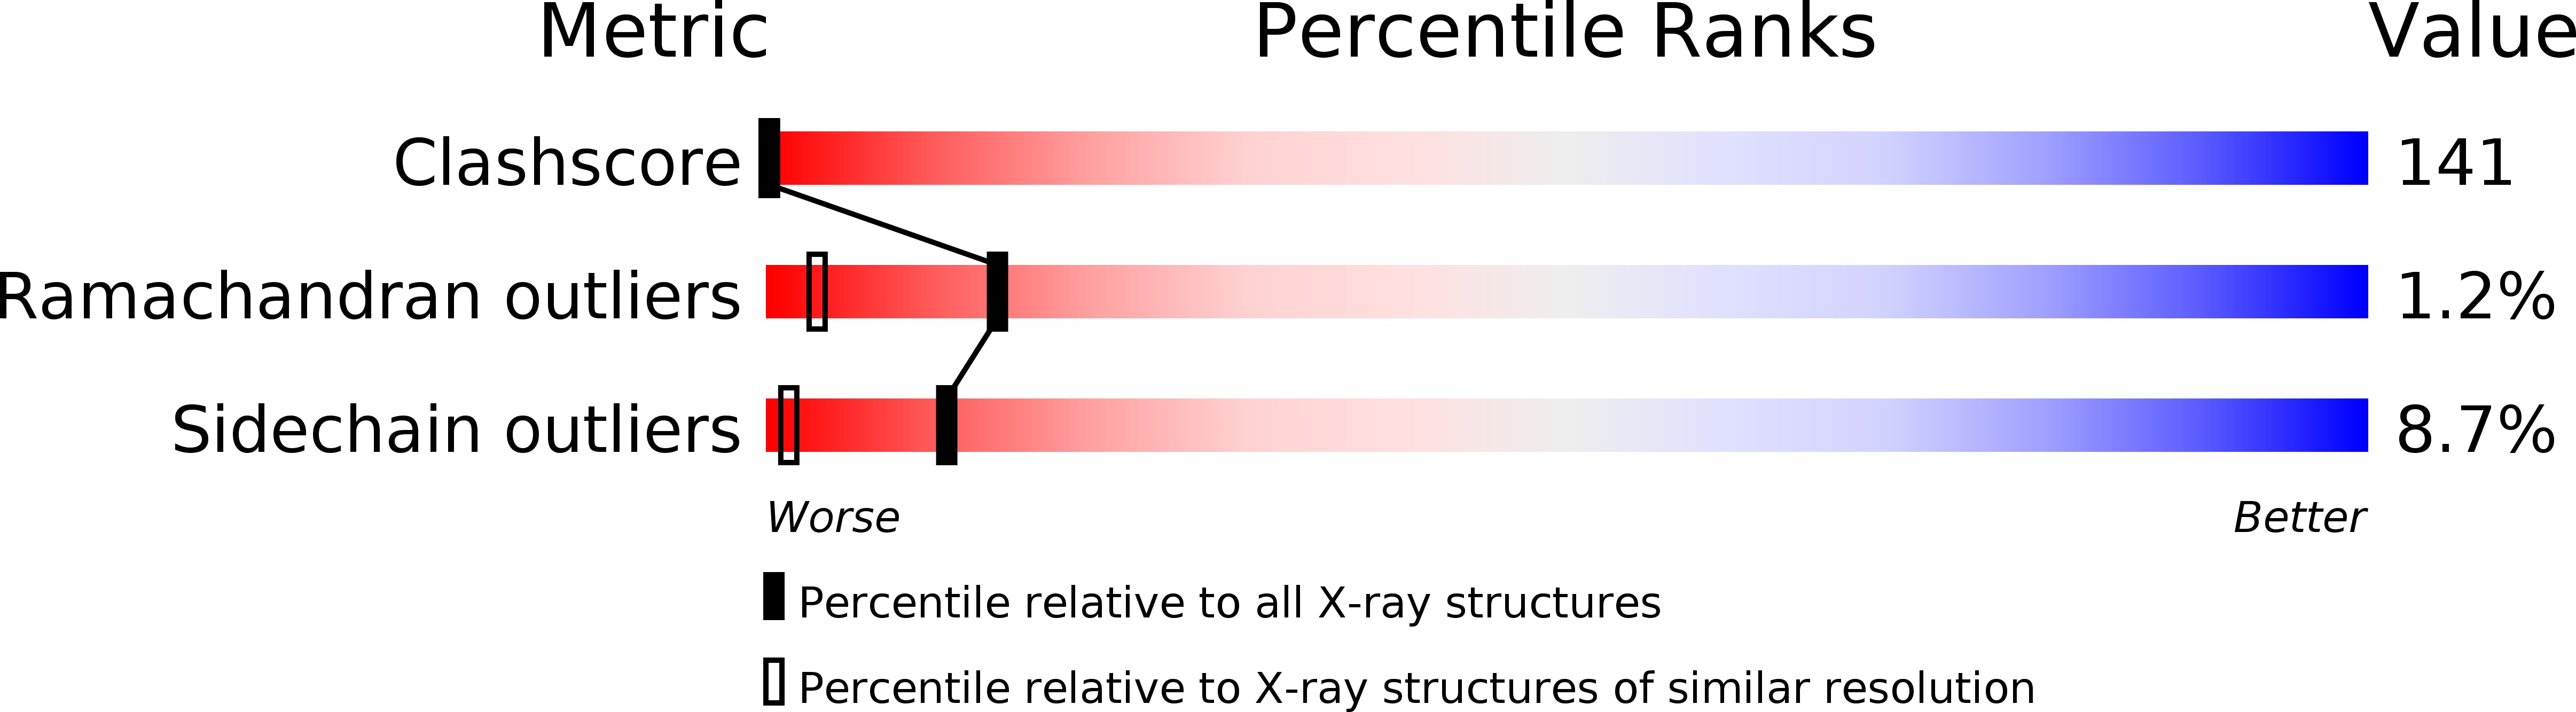 Metric Percentile Ranks Value
Clashscore 141
Ramachandran outliers 1.2%
Sidechain outliers 8.7%
Worse Better
Percentile relative to all X-ray structures
Percentile relative to X-ray structures of similar resolution